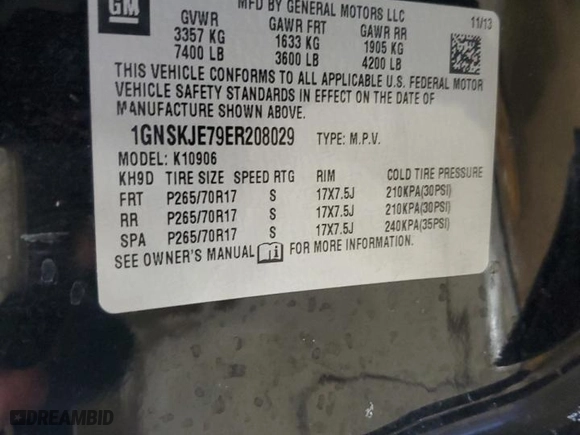 GM
MFD BY GENERAL MOTORS LLC
11/13
GVWR GAWR FRT GAWR RR
3357 KG 1633 KG 1905 KG
7400 LB 3600 LB 4200 LB
THIS VEHICLE CONFORMS TO ALL APPLICABLE U.S. FEDERAL MOTOR
VEHICLE SAFETY STANDARDS IN EFFECT ON THE DATE OF
MANUFACTURE SHOWN ABOVE.
1GNSKJE79ER208029 TYPE: M.P.V.
MODEL: K10906
KH9D TIRE SIZE SPEED RTG RIM COLD TIRE PRESSURE
FRT P265/70R17 S 17X7.5J 210KPA(30PSI)
RR P265/70R17 S 17X7.5J 210KPA(30PSI)
SPA P265/70R17 S 17X7.5J 240KPA(35PSI)
SEE OWNER'S MANUAL FOR MORE INFORMATION.
DREAMBID